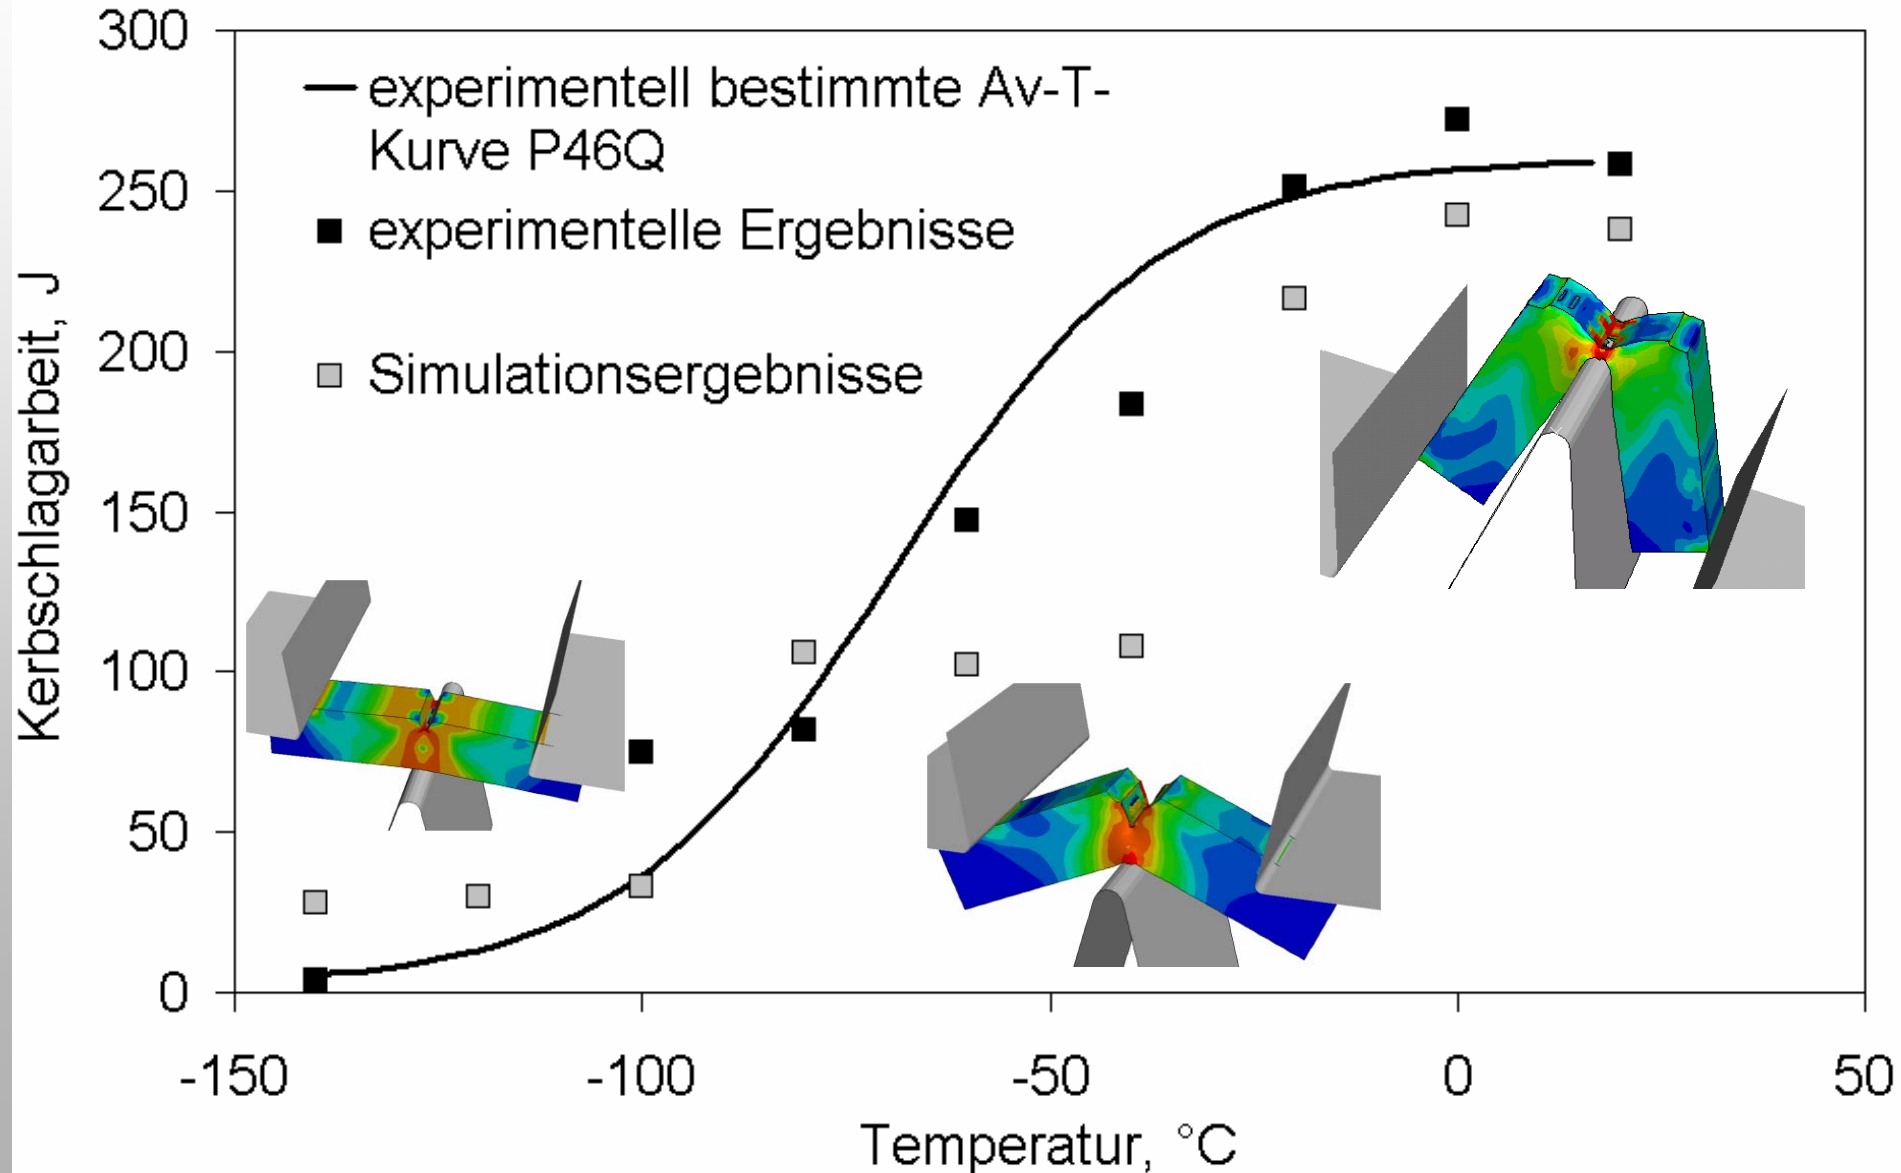 300
250
200
150
100
50
0
Kerbschlagarbeit, J
experimentell bestimmte Av-T-
Kurve P46Q
experimentelle Ergebnisse
Simulationsergebnisse
-150
-100
-50
0
50
Temperatur, °C